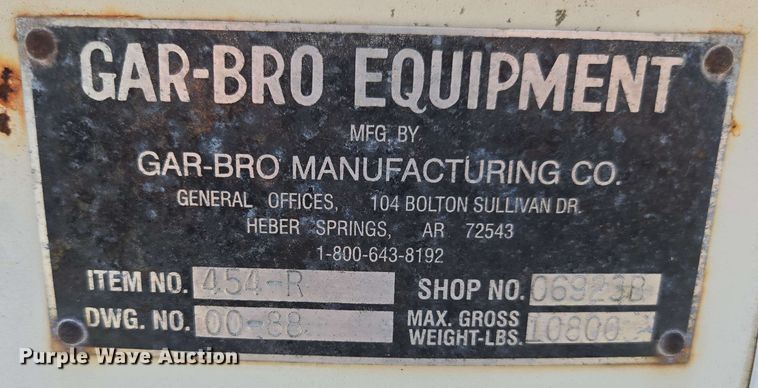 GAR-BRO EQUIPMENT
MFG. BY
GAR-BRO MANUFACTURING CO.
GENERAL OFFICES, 104 BOLTON SULLIVAN DR.
HEBER SPRINGS, AR 72543
1-800-643-8192
ITEM NO. 454-R SHOP NO. 06923B
DWG. NO. 00-88 MAX. GROSS WEIGHT-LBS. 10800
Purple Wave Auction